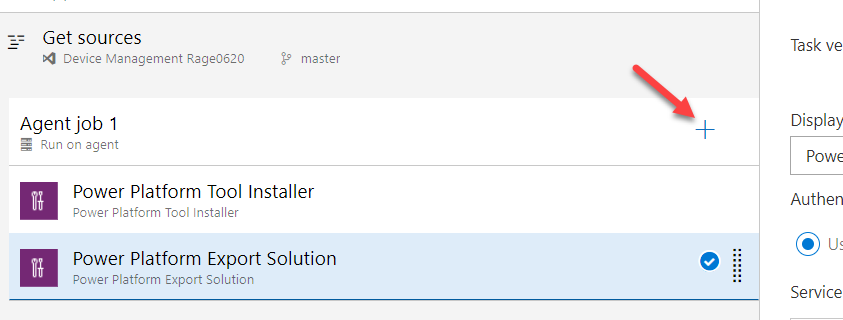 Get sources
Device Management Rage0620 master
Task ve
Agent job 1
Run on agent
Display
Powe
Power Platform Tool Installer
Power Platform Tool Installer
Authen
Us
Power Platform Export Solution
Power Platform Export Solution
Service